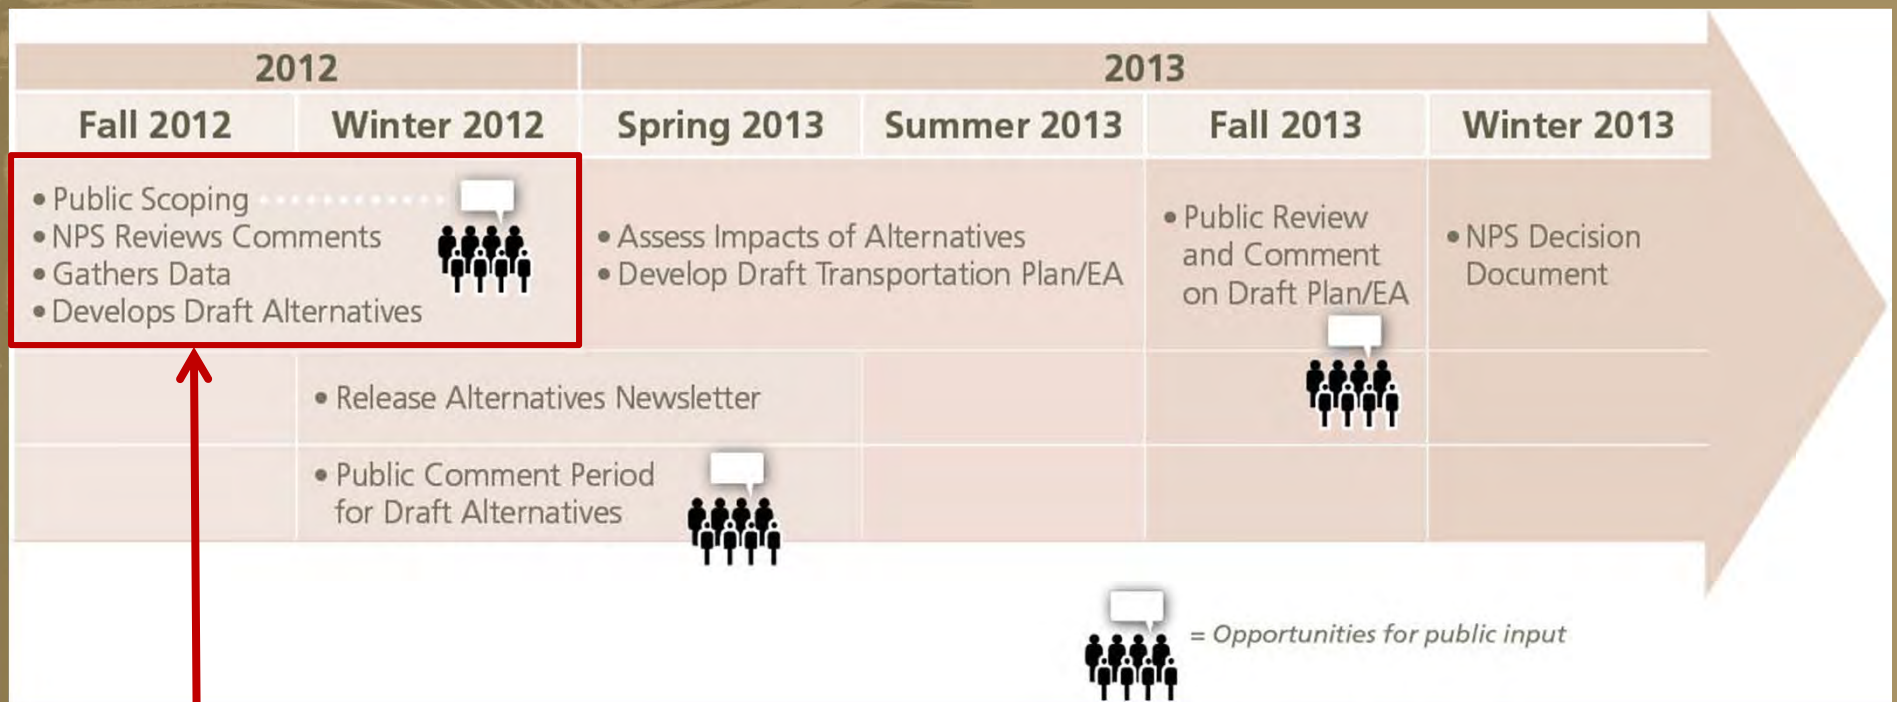 2012
2013
Fall 2012
Winter 2012
Spring 2013
Summer 2013
Fall 2013
Winter 2013
• Public Scoping
• NPS Reviews Comments
• Gathers Data
• Develops Draft Alternatives
• Assess Impacts of Alternatives
• Develop Draft Transportation Plan/EA
• Public Review
and Comment
on Draft Plan/EA
• NPS Decision
Document
• Release Alternatives Newsletter
• Public Comment Period
for Draft Alternatives
= Opportunities for public input